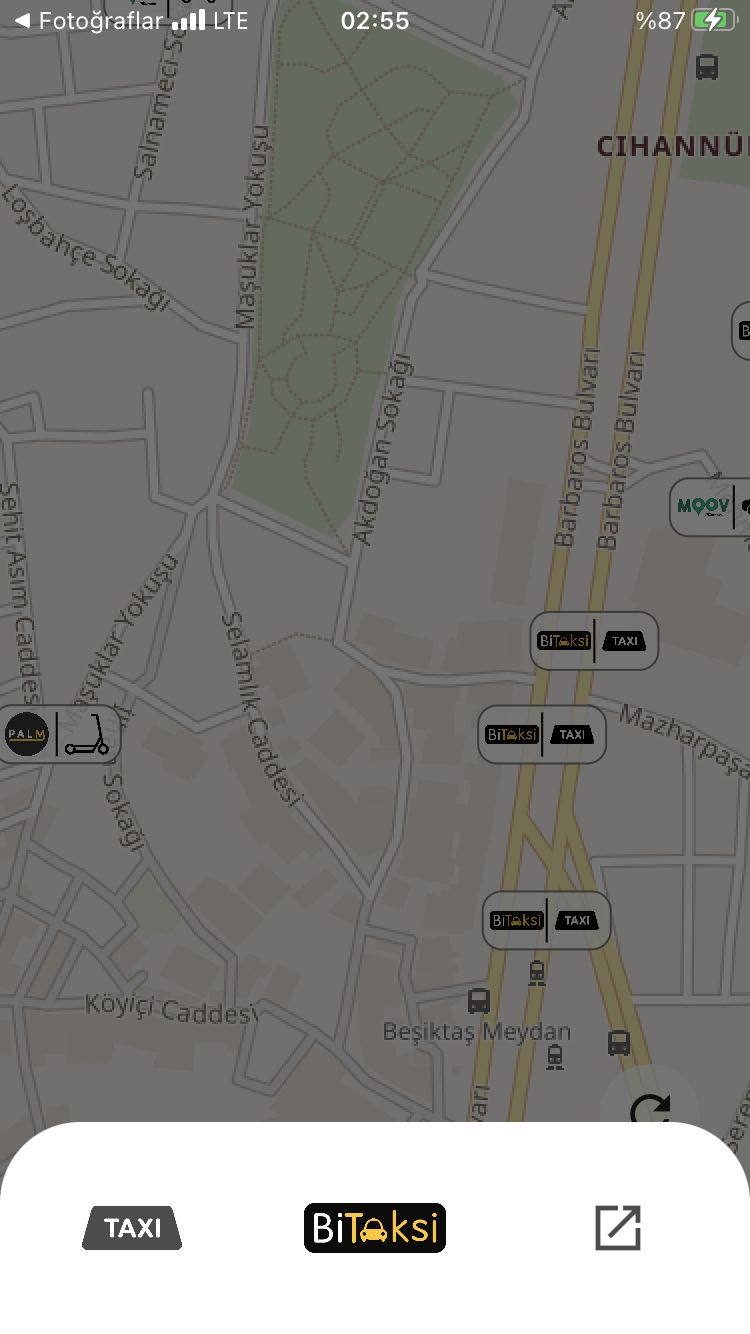 Fotoğraflar LTE 02:55 %87
Salnameci So
CIHANNÜ
Maşuklar Yokuşu
Loşbahçe Sokağı
Akdoğan Sokağı
Barbaros Bulvarı
Barbaros Bulvarı
Şehit Asım Caddes
MOOV
Maşuklar Yokuşu
Selamlık Caddesi
BiTaksi TAXI
PALM
BiTaksi TAXI
Mazharpaşa
Sokağı
BiTaksi TAXI
Köyiçi Caddesi
Beşiktaş Meydan
varı
TAXI BiTaksi